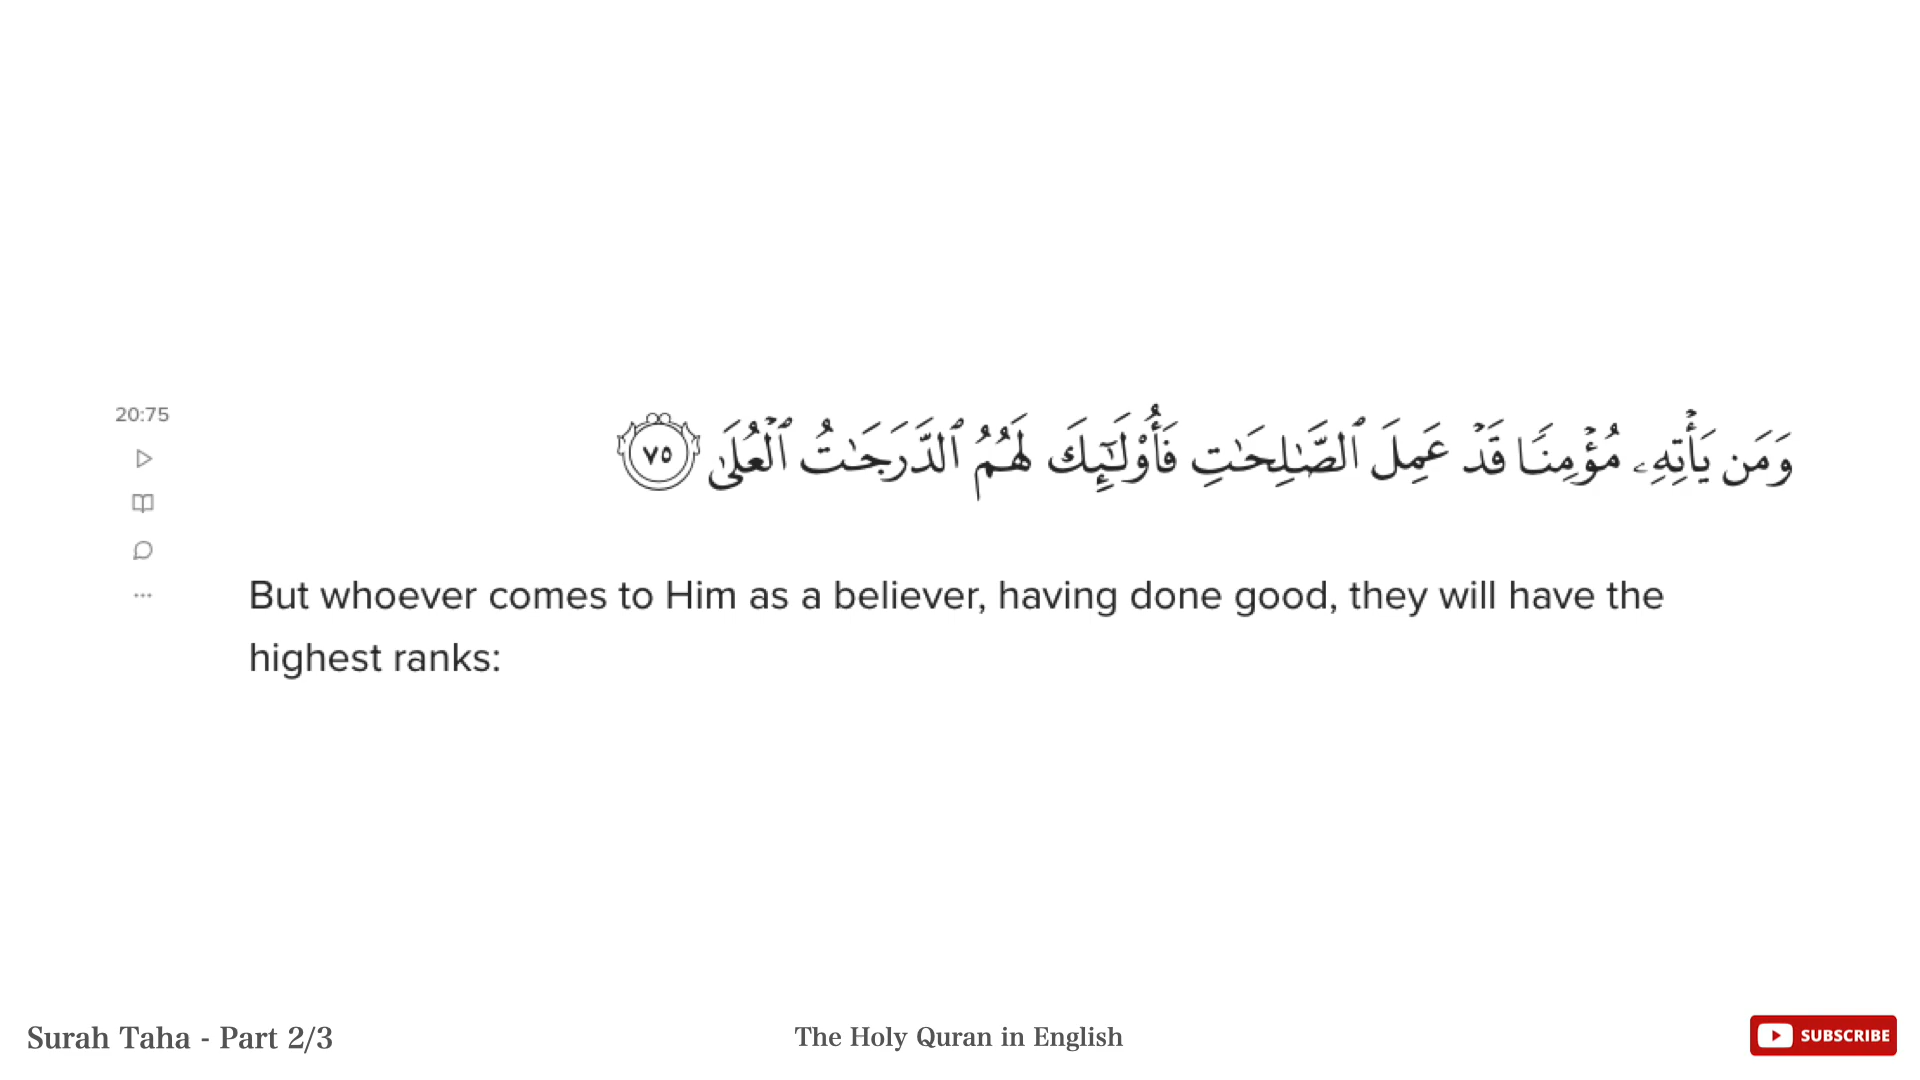 20:75
وَمَن يَأْتِهِۦ مُؤْمِنًا قَدْ عَمِلَ ٱلصَّـٰلِحَـٰتِ فَأُو۟لَـٰٓئِكَ لَهُمُ ٱلدَّرَجَـٰتُ ٱلْعُلَىٰ ٧٥
But whoever comes to Him as a believer, having done good, they will have the
highest ranks:
Surah Taha - Part 2/3
The Holy Quran in English
SUBSCRIBE